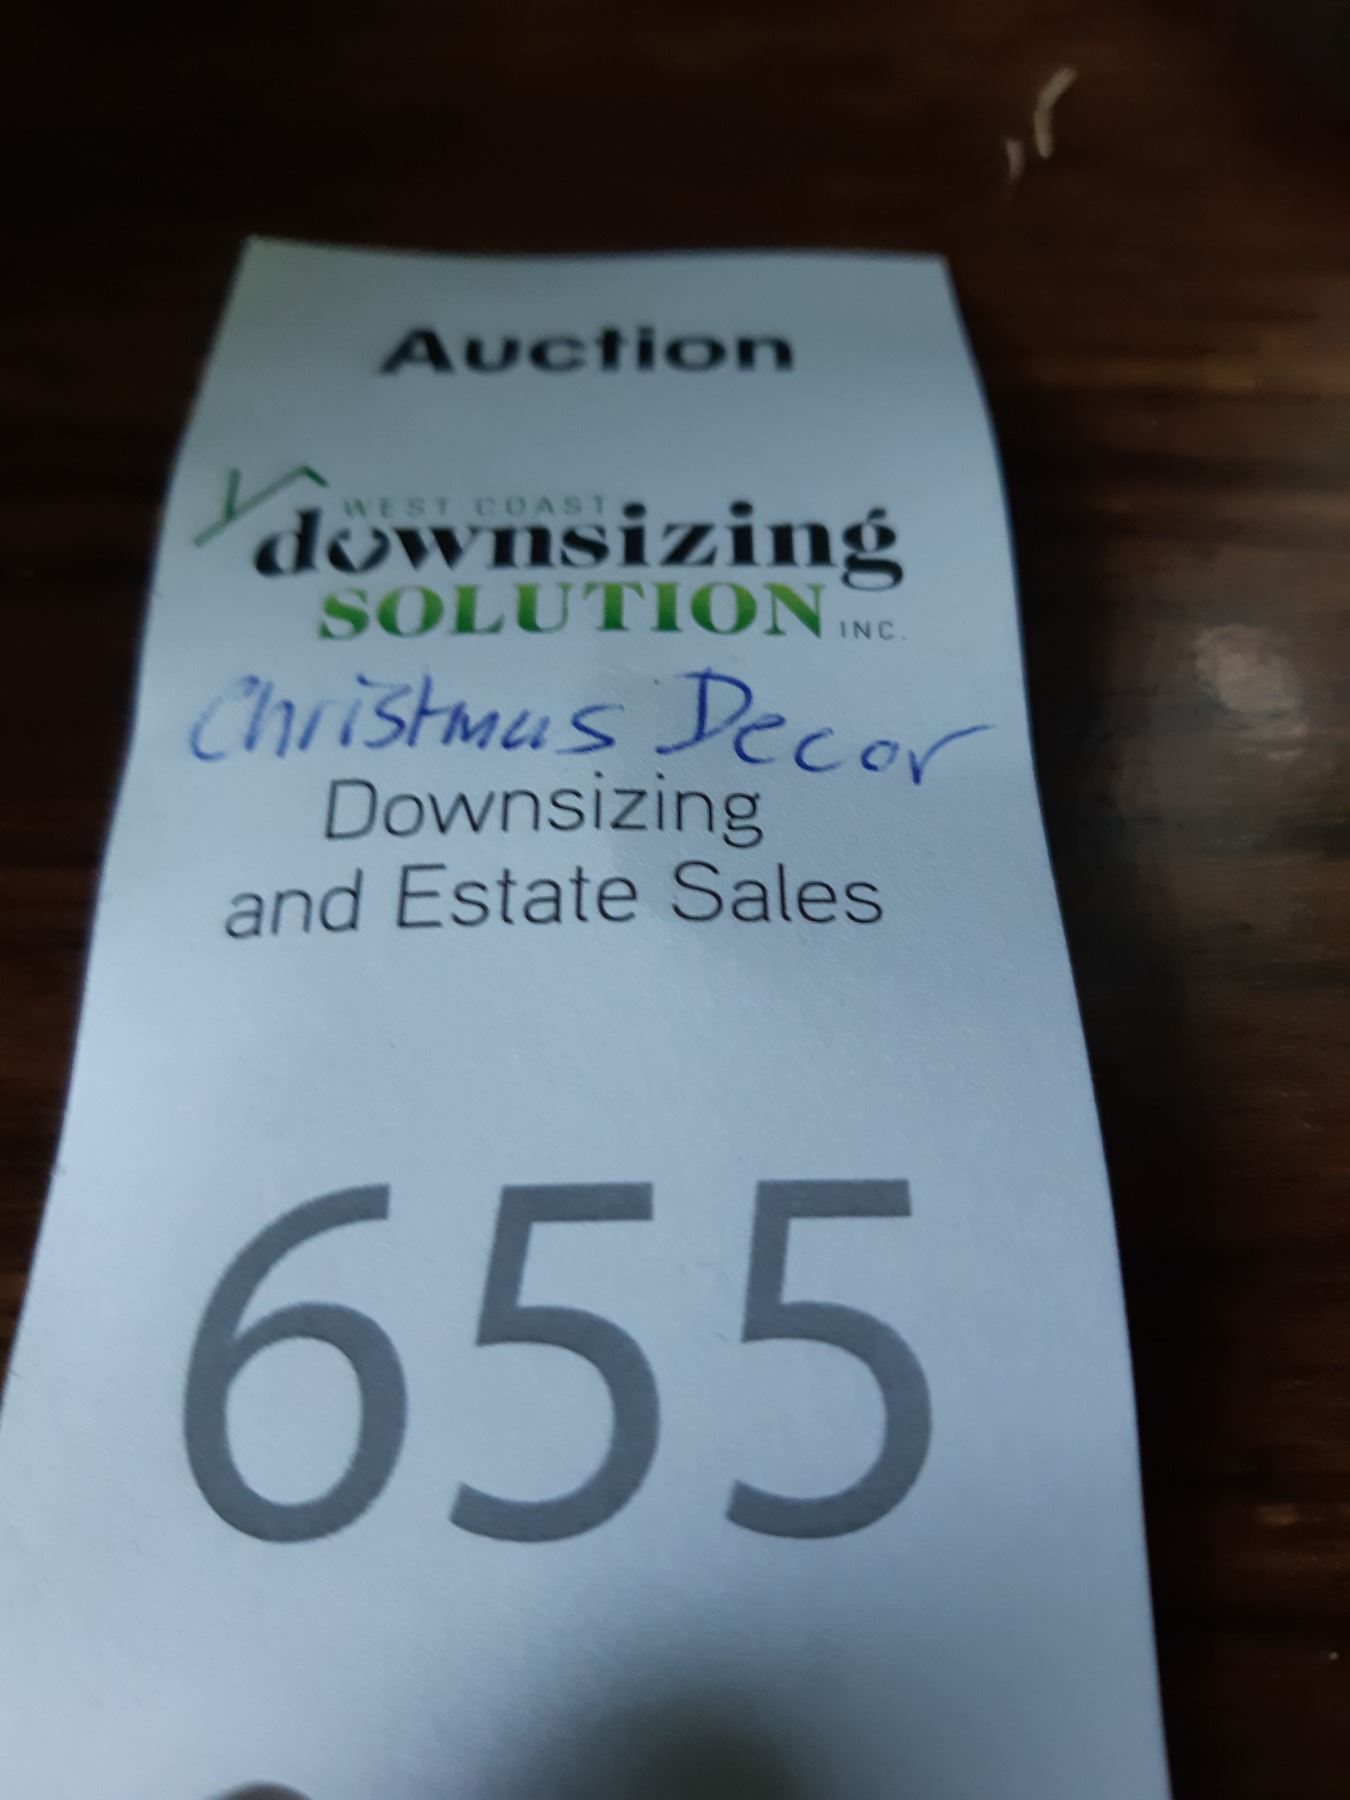 Auction
WEST COAST
downsizing
SOLUTION INC.
Christmas Decor
Downsizing
and Estate Sales
655